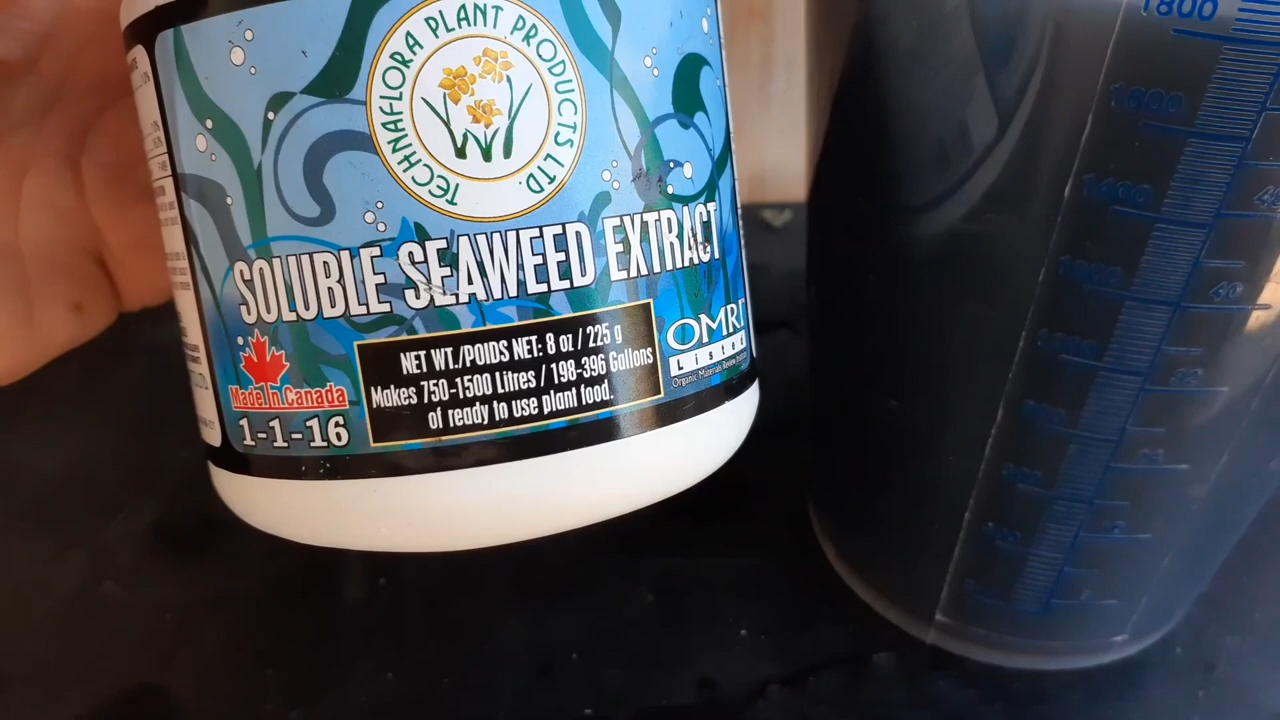 TECHNAFLORA PLANT PRODUCTS LTD.
SOLUBLE SEAWEED EXTRACT
NET WT./POIDS NET: 8 oz / 225 g
Makes 750-1500 Litres / 198-396 Gallons
of ready to use plant food.
Made in Canada
1-1-16
OMRI
Listed
Organic Materials Review Institute
1800
1600
1400
40
32